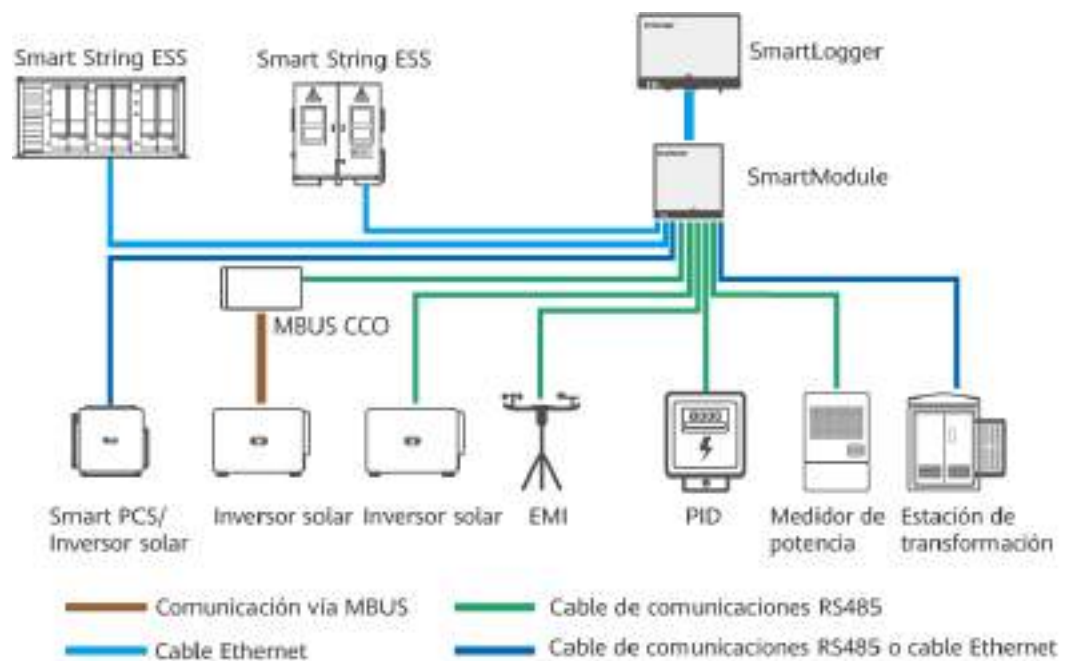 Smart String ESS
Smart String ESS
SmartLogger
SmartModule
MBUS CCO
0000
Smart PCS/
Inversor solar
Inversor solar
Inversor solar
EMI
PID
Medidor de
potencia
Estación de
transformación
Comunicación vía MBUS
Cable de comunicaciones RS485
Cable Ethernet
Cable de comunicaciones RS485 o cable Ethernet